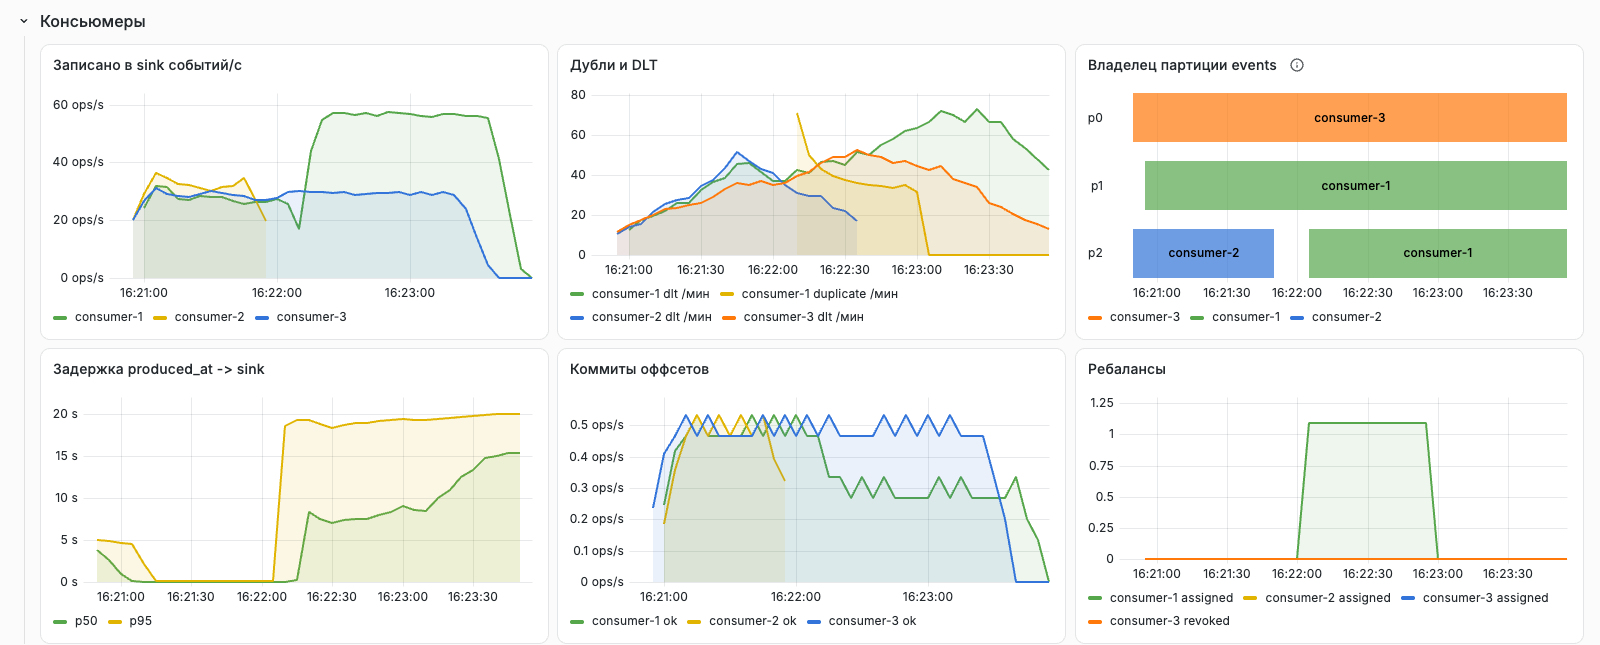 Консьюмеры
Записано в sink событий/с
60 ops/s
40 ops/s
20 ops/s
0 ops/s
16:21:00 16:22:00 16:23:00
consumer-1 consumer-2 consumer-3
Дубли и DLT
80
60
40
20
0
16:21:00 16:21:30 16:22:00 16:22:30 16:23:00 16:23:30
consumer-1 dlt /мин consumer-1 duplicate /мин
consumer-2 dlt /мин consumer-3 dlt /мин
Владелец партиции events
p0 consumer-3
p1 consumer-1
p2 consumer-2 consumer-1
16:21:00 16:21:30 16:22:00 16:22:30 16:23:00 16:23:30
consumer-3 consumer-1 consumer-2
Задержка produced_at -> sink
20 s
15 s
10 s
5 s
0 s
16:21:00 16:21:30 16:22:00 16:22:30 16:23:00 16:23:30
p50 p95
Коммиты оффсетов
0.5 ops/s
0.4 ops/s
0.3 ops/s
0.2 ops/s
0.1 ops/s
0 ops/s
16:21:00 16:22:00 16:23:00
consumer-1 ok consumer-2 ok consumer-3 ok
Ребалансы
1.25
1
0.75
0.5
0.25
0
16:21:00 16:21:30 16:22:00 16:22:30 16:23:00 16:23:30
consumer-1 assigned consumer-2 assigned consumer-3 assigned
consumer-3 revoked